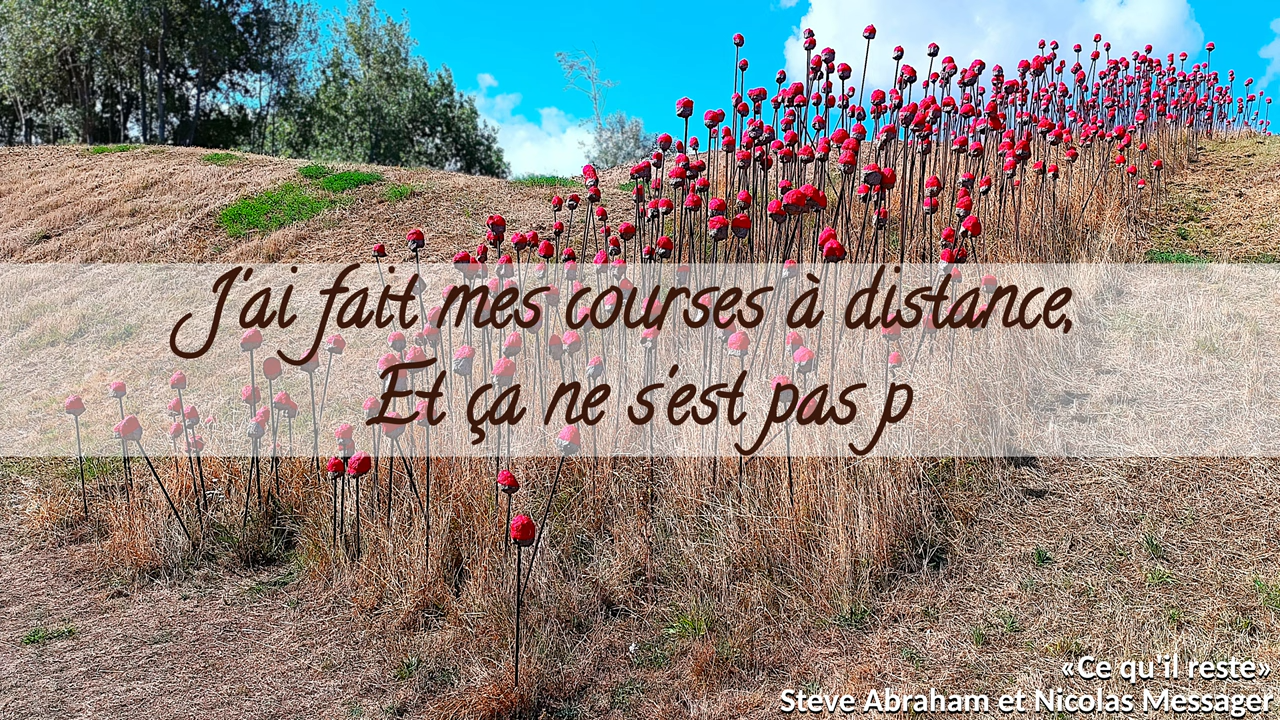 J'ai fait mes courses à distance,
Et ça ne s'est pas p
«Ce qu'il reste»
Steve Abraham et Nicolas Messager